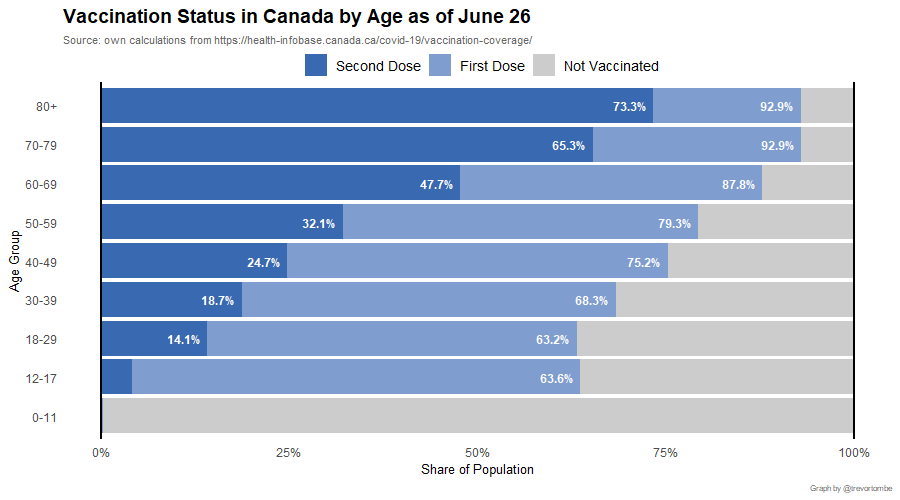 Vaccination Status in Canada by Age as of June 26
Source: own calculations from https://health-infobase.canada.ca/covid-19/vaccination-coverage/
Second Dose First Dose Not Vaccinated
Age Group
80+ 73.3% 92.9%
70-79 65.3% 92.9%
60-69 47.7% 87.8%
50-59 32.1% 79.3%
40-49 24.7% 75.2%
30-39 18.7% 68.3%
18-29 14.1% 63.2%
12-17 63.6%
0-11
0% 25% 50% 75% 100%
Share of Population
Graph by @trevortombe